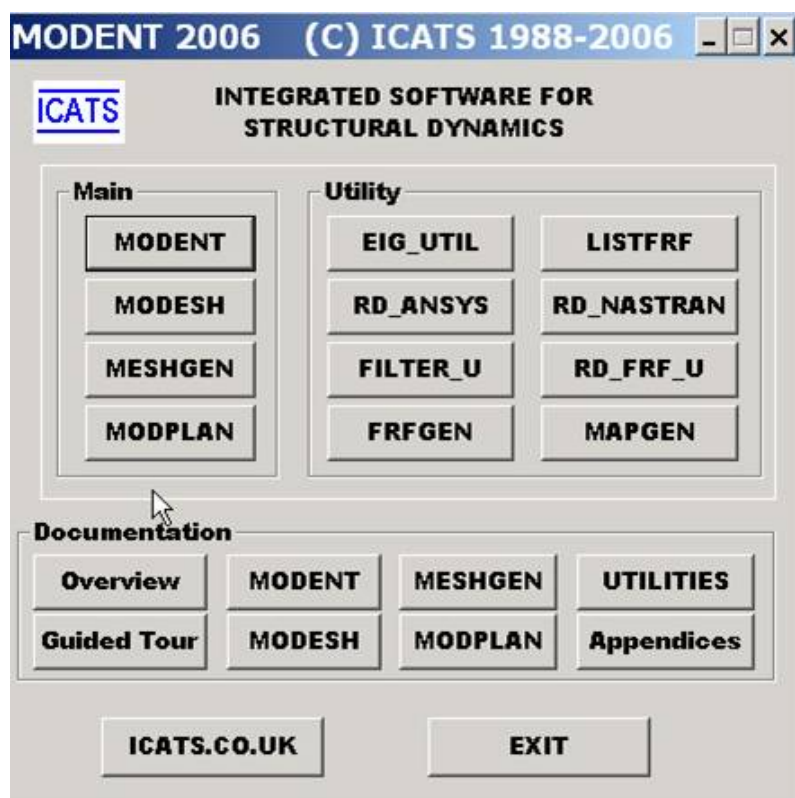 MODENT 2006 (C) ICATS 1988-2006
ICATS
INTEGRATED SOFTWARE FOR
STRUCTURAL DYNAMICS
Main
MODENT
MODESH
MESHGEN
MODPLAN
Utility
EIG_UTIL LISTFRF
RD_ANSYS RD_NASTRAN
FILTER_U RD_FRF_U
FRFGEN MAPGEN
Documentation
Overview MODENT MESHGEN UTILITIES
Guided Tour MODESH MODPLAN Appendices
ICATS.CO.UK EXIT